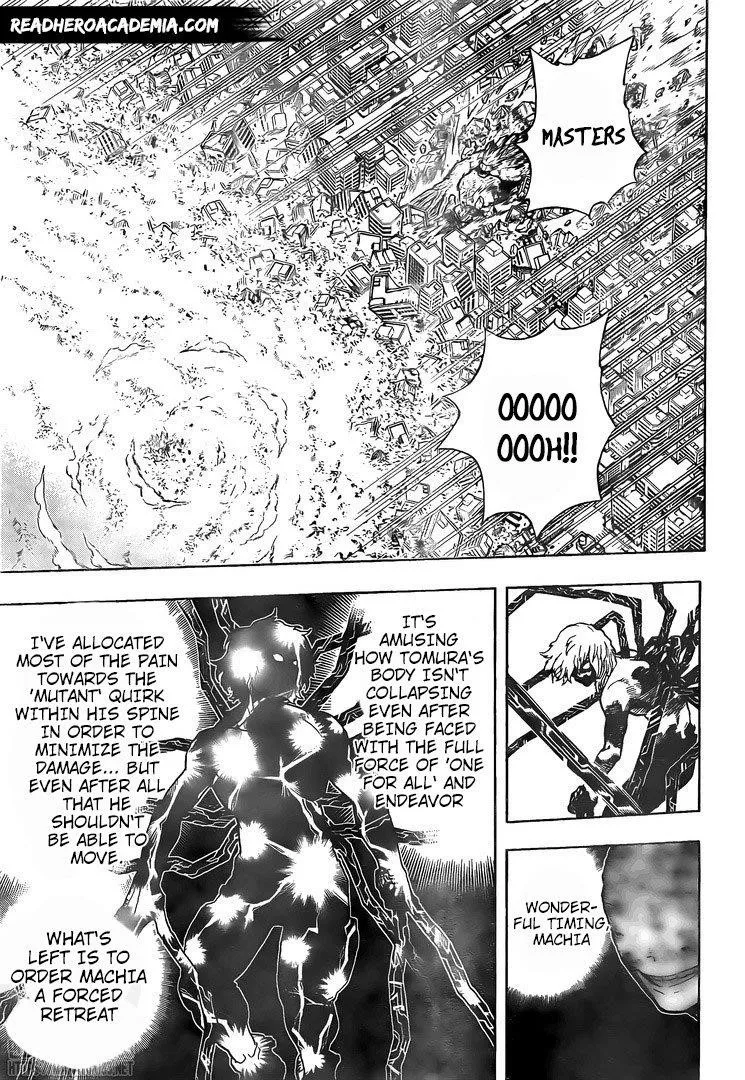 READHEROACADEMIA.COM
MASTERS
OOOOO
OOOH!!
WONDER-
FUL TIMING,
MACHIA
IT'S
AMUSING
HOW TOMURA'S
BODY ISN'T
COLLAPSING
EVEN AFTER
BEING FACED
WITH THE FULL
FORCE OF 'ONE
FOR ALL' AND
ENDEAVOR
I'VE ALLOCATED
MOST OF THE PAIN
TOWARDS THE
'MUTANT' QUIRK
WITHIN HIS SPINE
IN ORDER TO
MINIMIZE THE
DAMAGE... BUT
EVEN AFTER ALL
THAT HE
SHOULDN'T
BE ABLE TO
MOVE.
WHAT'S
LEFT IS TO
ORDER MACHIA
A FORCED
RETREAT